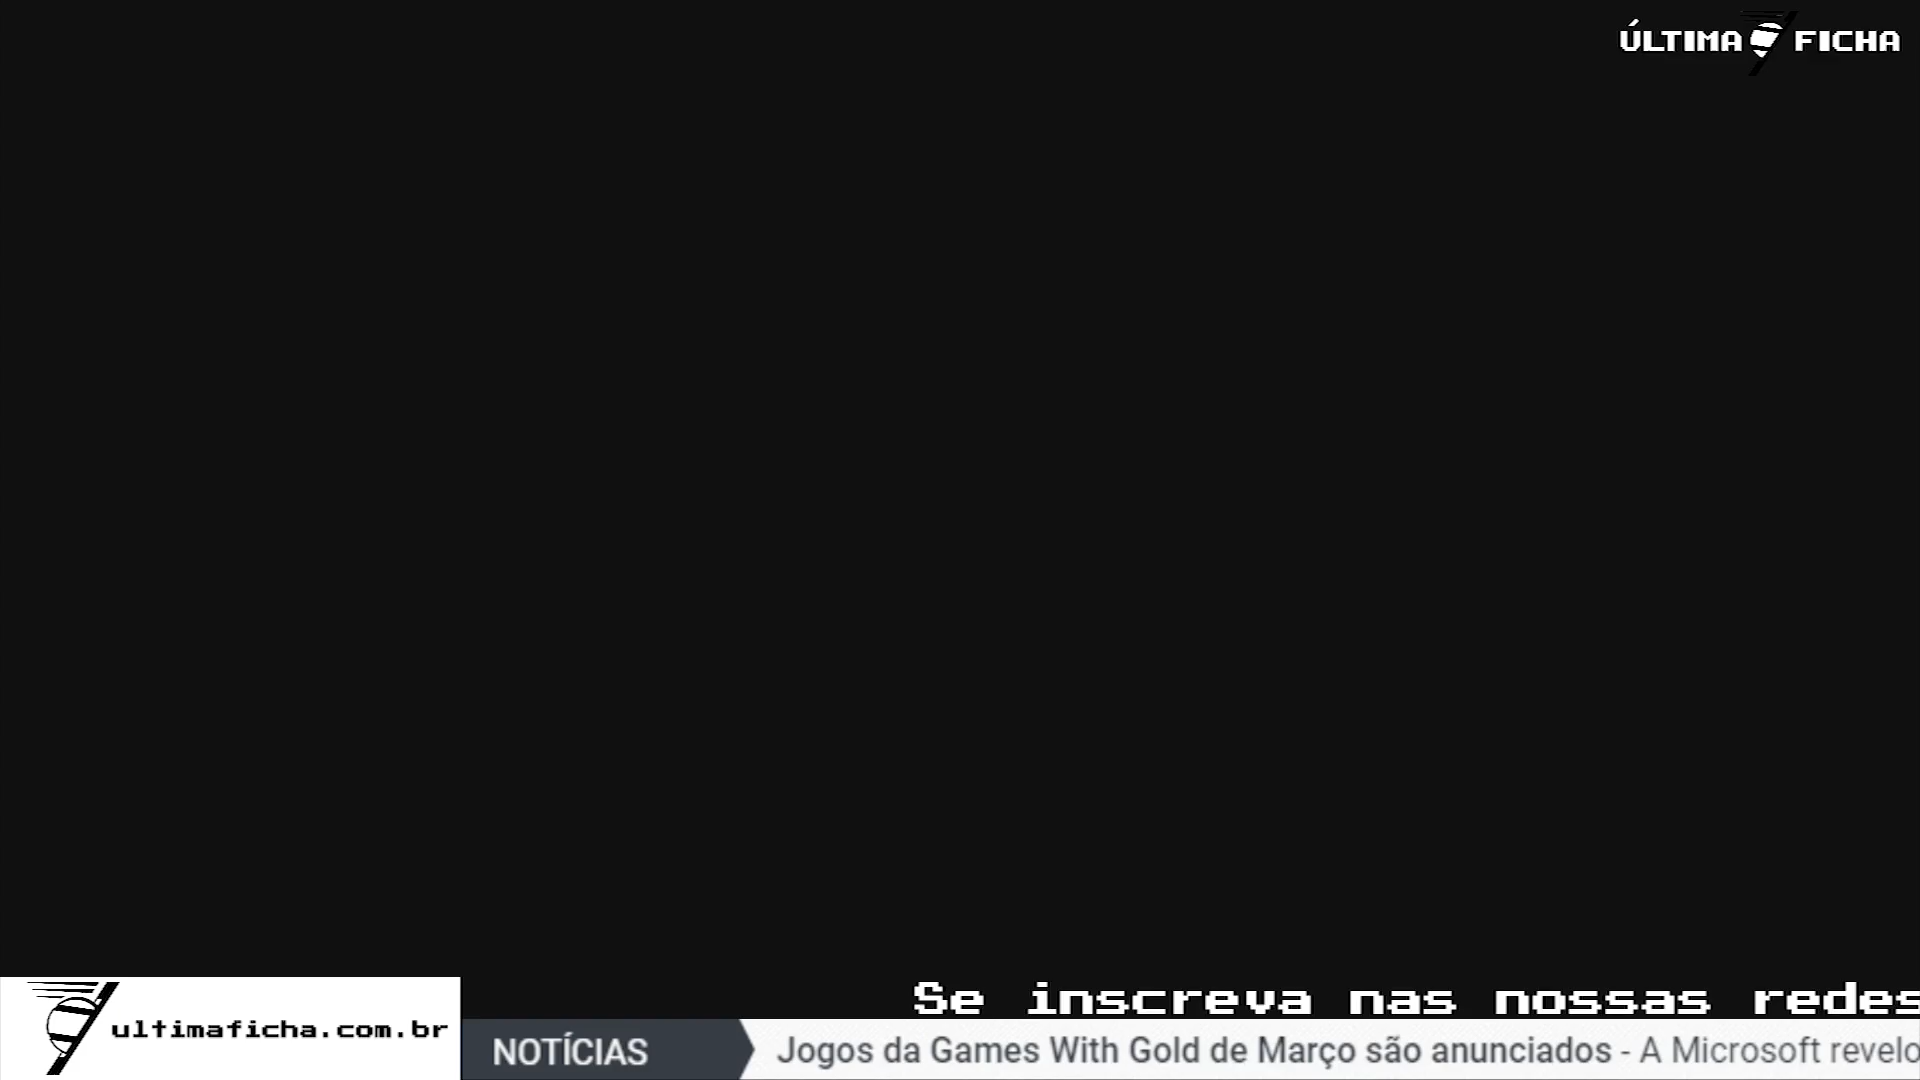 ÚLTIMA FICHA
Se inscreva nas nossas redes
ultimaficha.com.br
NOTÍCIAS
Jogos da Games With Gold de Março são anunciados - A Microsoft revelo